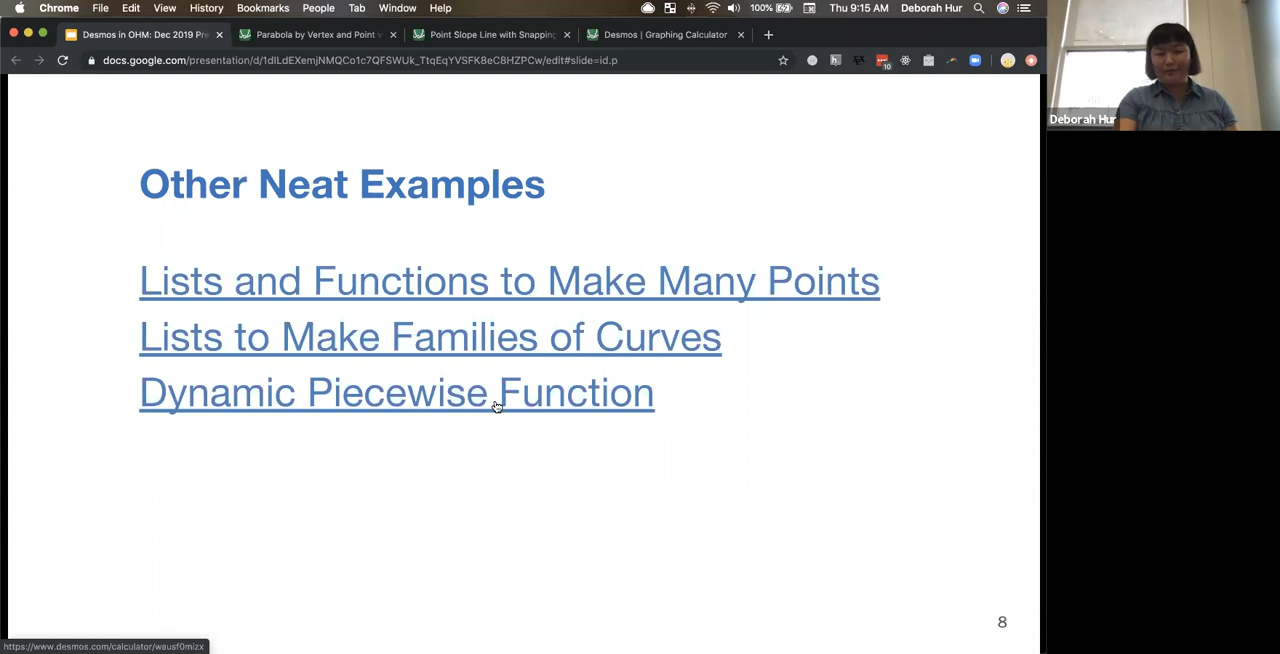 Chrome File Edit View History Bookmarks People Tab Window Help 100% Thu 9:15 AM Deborah Hur
Desmos in OHM: Dec 2019 Pre × Parabola by Vertex and Point v × Point Slope Line with Snapping × Desmos | Graphing Calculator × +
docs.google.com/presentation/d/1dlLdEXemjNMQCo1c7QFSWUk_TtqEqYVSFK8eC8HZPCw/edit#slide=id.p 10
Deborah Hur
Other Neat Examples
Lists and Functions to Make Many Points
Lists to Make Families of Curves
Dynamic Piecewise Function
8
https://www.desmos.com/calculator/wausf0mizx